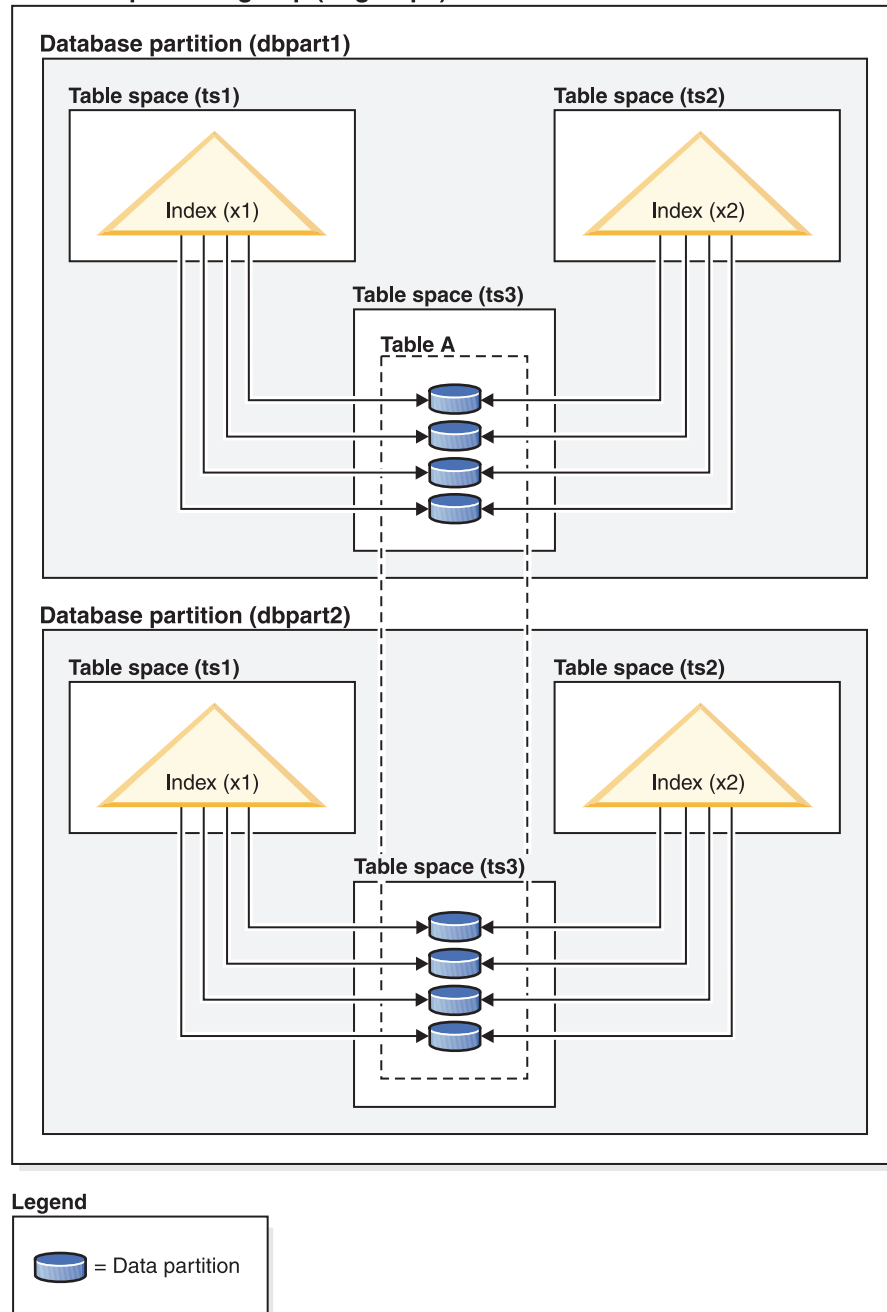 Database partition (dbpart1)
Table space (ts1)
Table space (ts2)
Index (x1)
Index (x2)
Table space (ts3)
Table A
Database partition (dbpart2)
Table space (ts1)
Table space (ts2)
Index (x1)
Index (x2)
Table space (ts3)
Legend
= Data partition